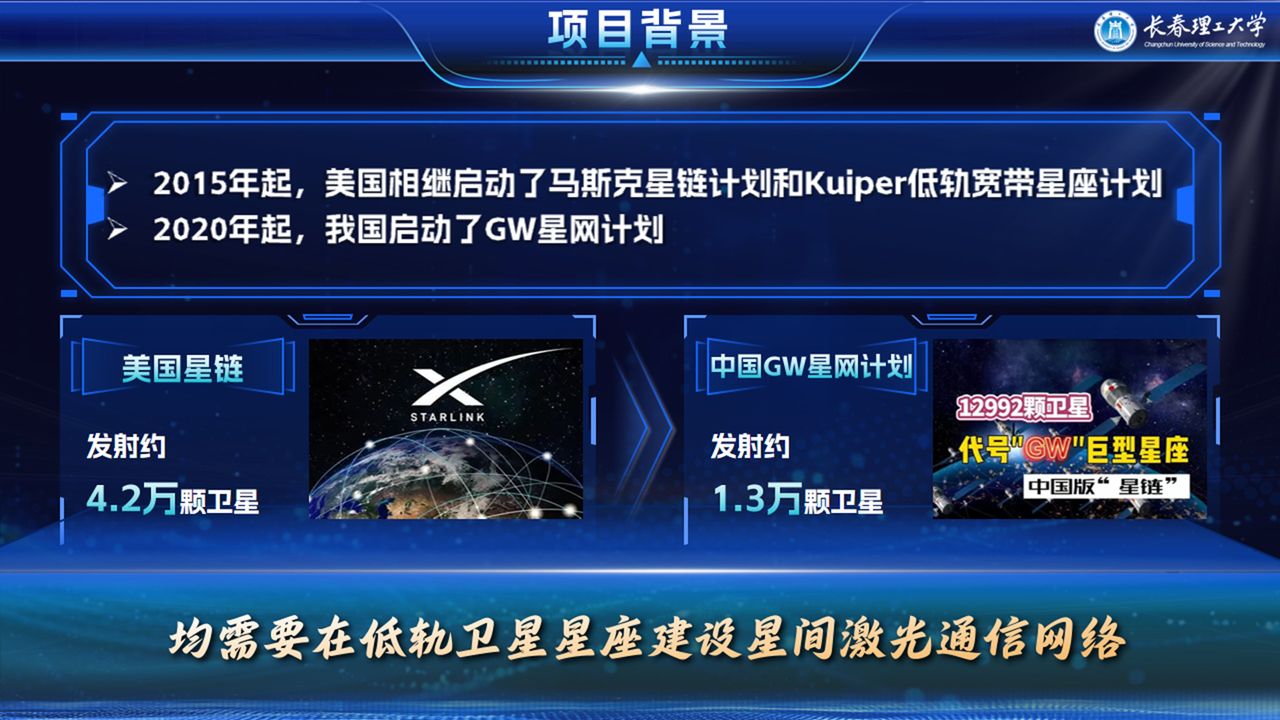 项目背景
长春理工大学
Changchun University of Science and Technology
2015年起，美国相继启动了马斯克星链计划和Kuiper低轨宽带星座计划
2020年起，我国启动了GW星网计划
美国星链
发射约
4.2万颗卫星
STARLINK
中国GW星网计划
发射约
1.3万颗卫星
12992颗卫星
代号"GW"巨型星座
中国版“星链”
均需要在低轨卫星星座建设星间激光通信网络